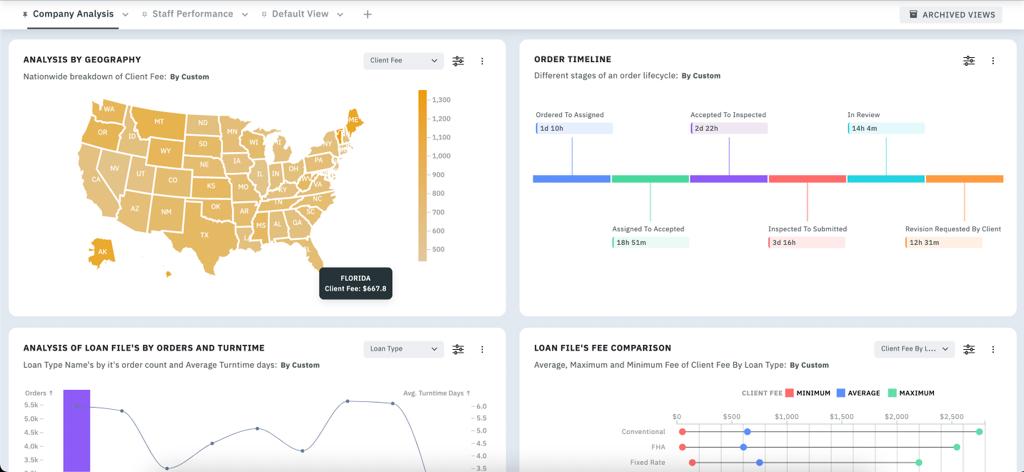 Company Analysis
Staff Performance
Default View
ARCHIVED VIEWS
ANALYSIS BY GEOGRAPHY
Client Fee
Nationwide breakdown of Client Fee: By Custom
WA
OR
CA
NV
ID
MT
WY
UT
AZ
CO
NM
ND
SD
NE
KS
OK
TX
MN
IA
MO
AR
WI
IL
MS
IN
KY
TN
AL
OH
GA
SC
NC
VA
PA
NY
ME
AK
1,300
1,200
1,100
1,000
900
800
700
600
500
FLORIDA
Client Fee: $667.8
ORDER TIMELINE
Different stages of an order lifecycle: By Custom
Ordered To Assigned
1d 10h
Accepted To Inspected
2d 22h
In Review
14h 4m
Assigned To Accepted
18h 51m
Inspected To Submitted
3d 16h
Revision Requested By Client
12h 31m
ANALYSIS OF LOAN FILE'S BY ORDERS AND TURNTIME
Loan Type
Loan Type Name's by it's order count and Average Turntime days: By Custom
Orders ↑
Avg. Turntime Days ↑
5.5k
5.0k
4.5k
4.0k
3.5k
6.0
5.5
5.0
4.5
4.0
3.5
LOAN FILE'S FEE COMPARISON
Client Fee By L...
Average, Maximum and Minimum Fee of Client Fee By Loan Type: By Custom
CLIENT FEE MINIMUM AVERAGE MAXIMUM
$0 $500 $1,000 $1,500 $2,000 $2,500
Conventional
FHA
Fixed Rate